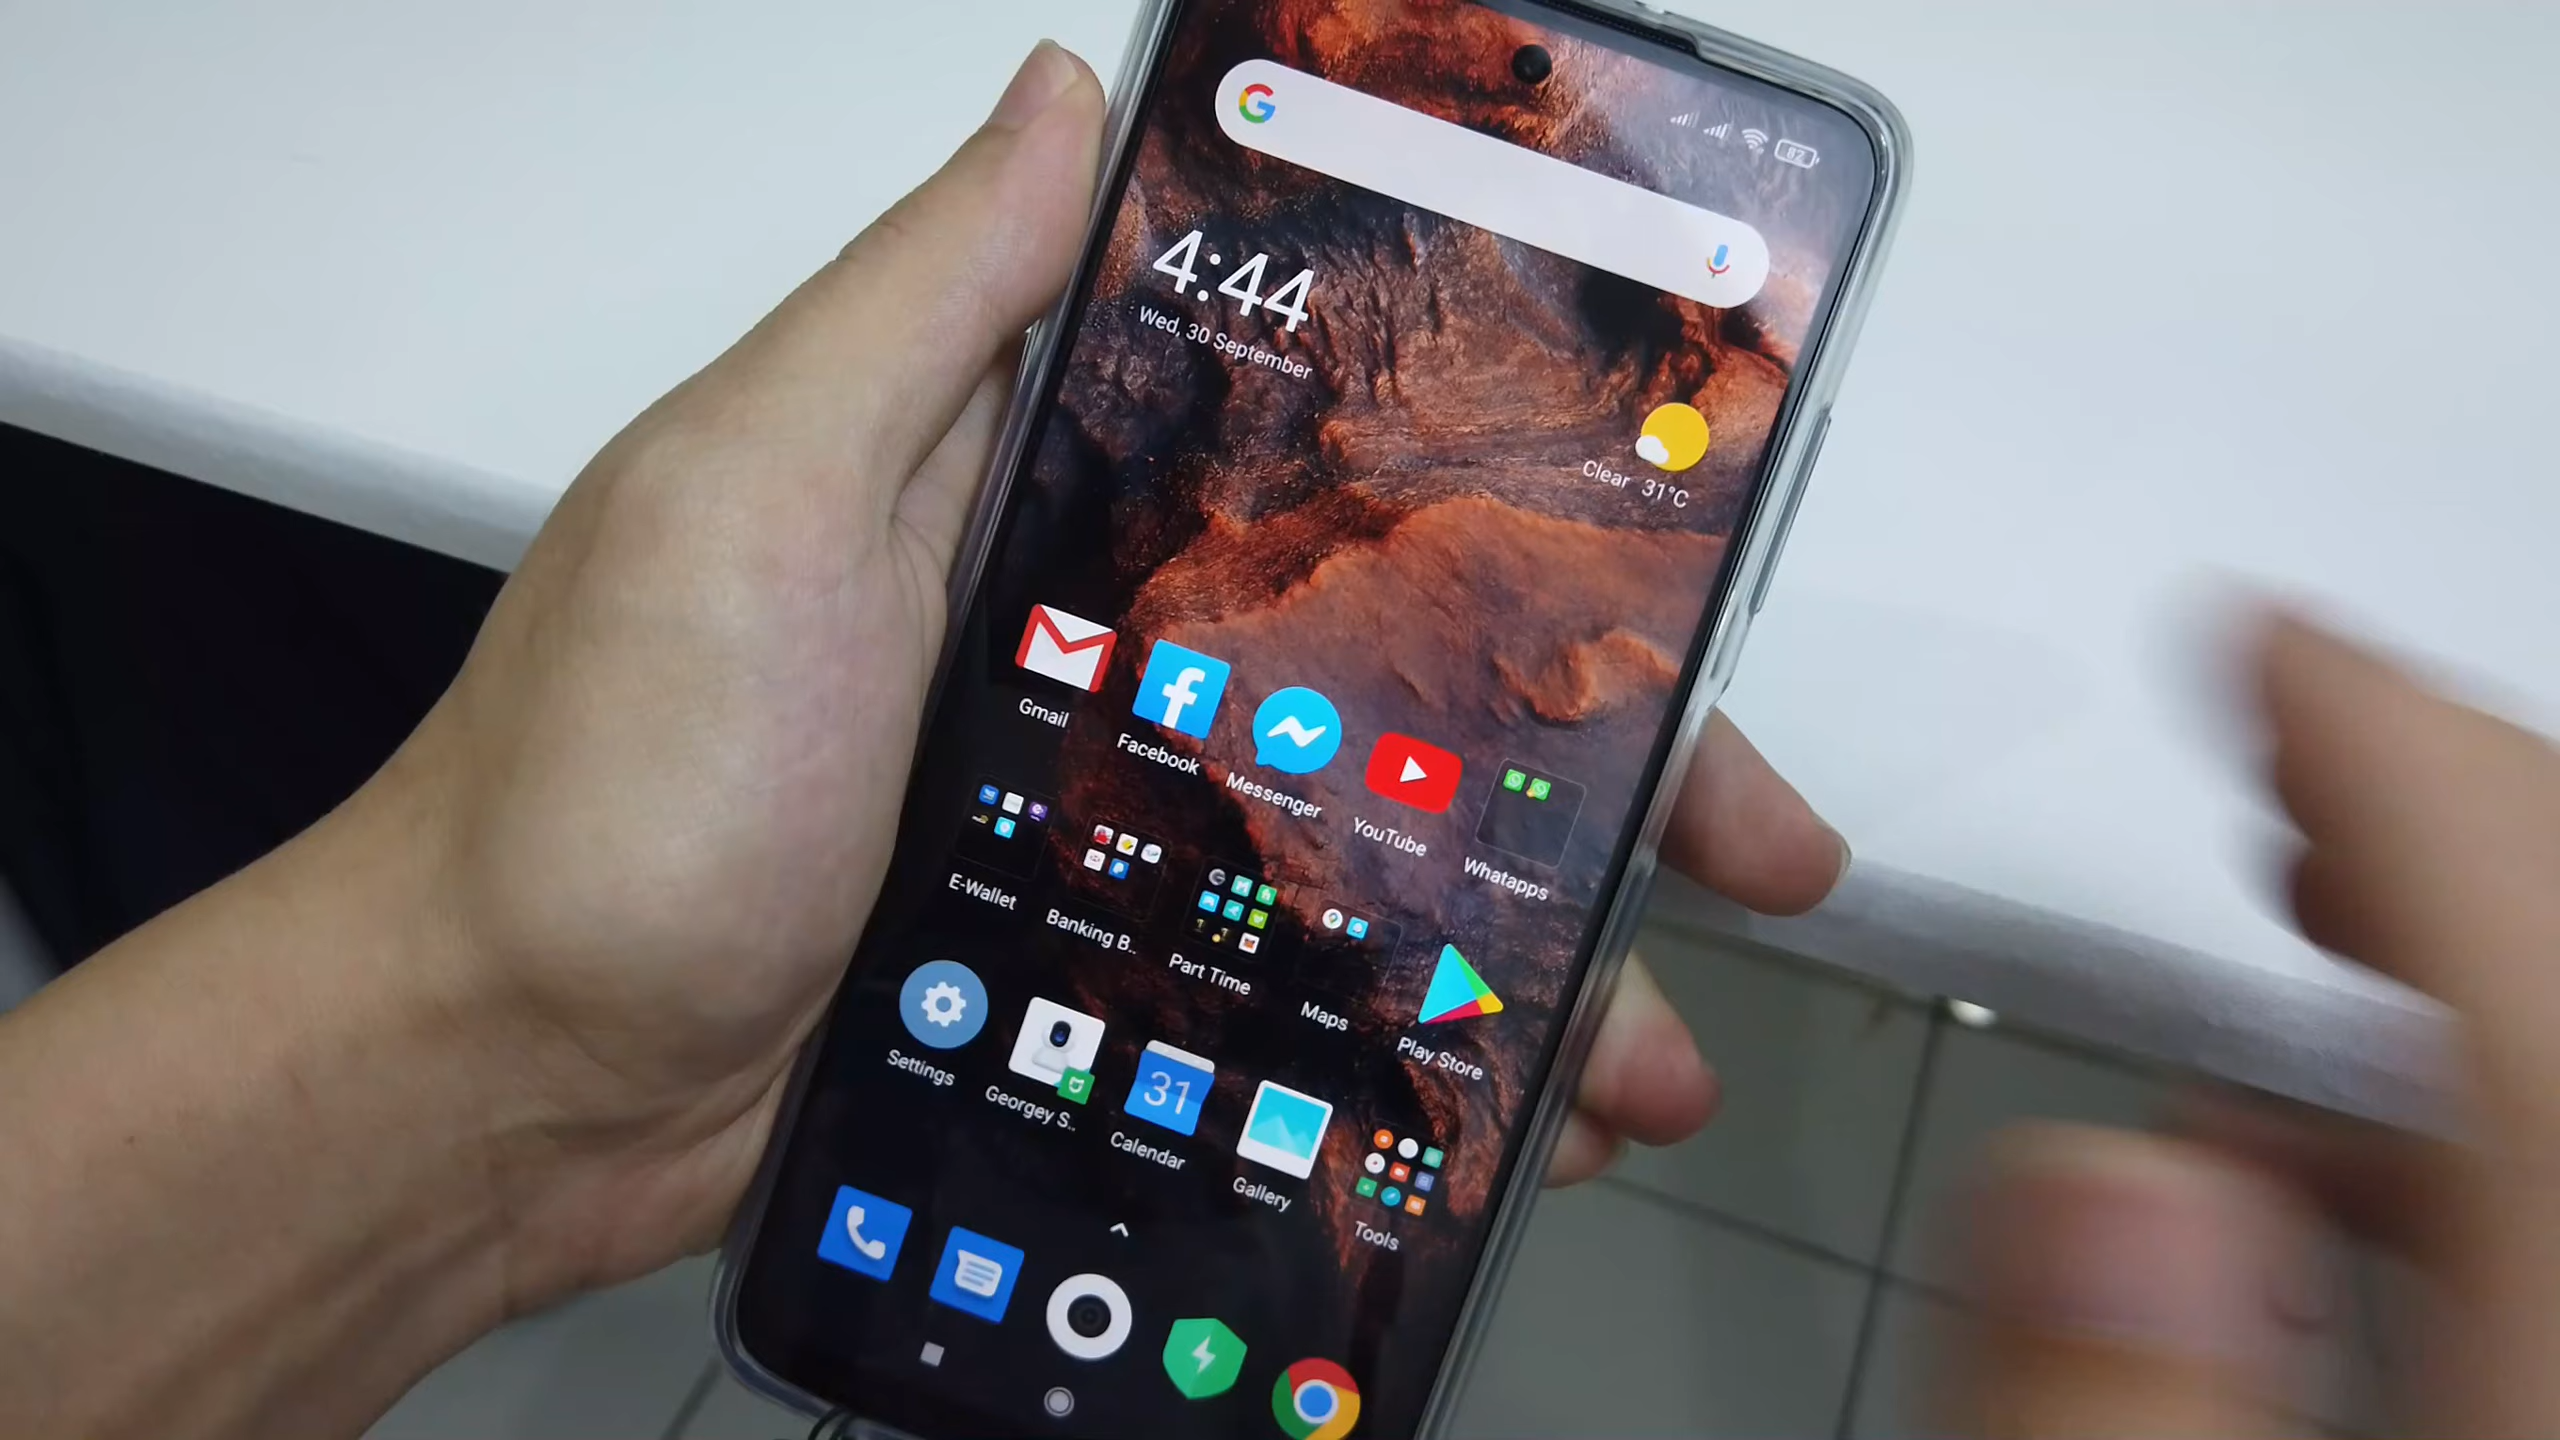 G
82
4:44
Wed, 30 September
Clear 31°C
Gmail
Facebook
Messenger
YouTube
Whatapps
E-Wallet
Banking B..
Part Time
Maps
Play Store
Settings
Georgey S..
31
Calendar
Gallery
Tools